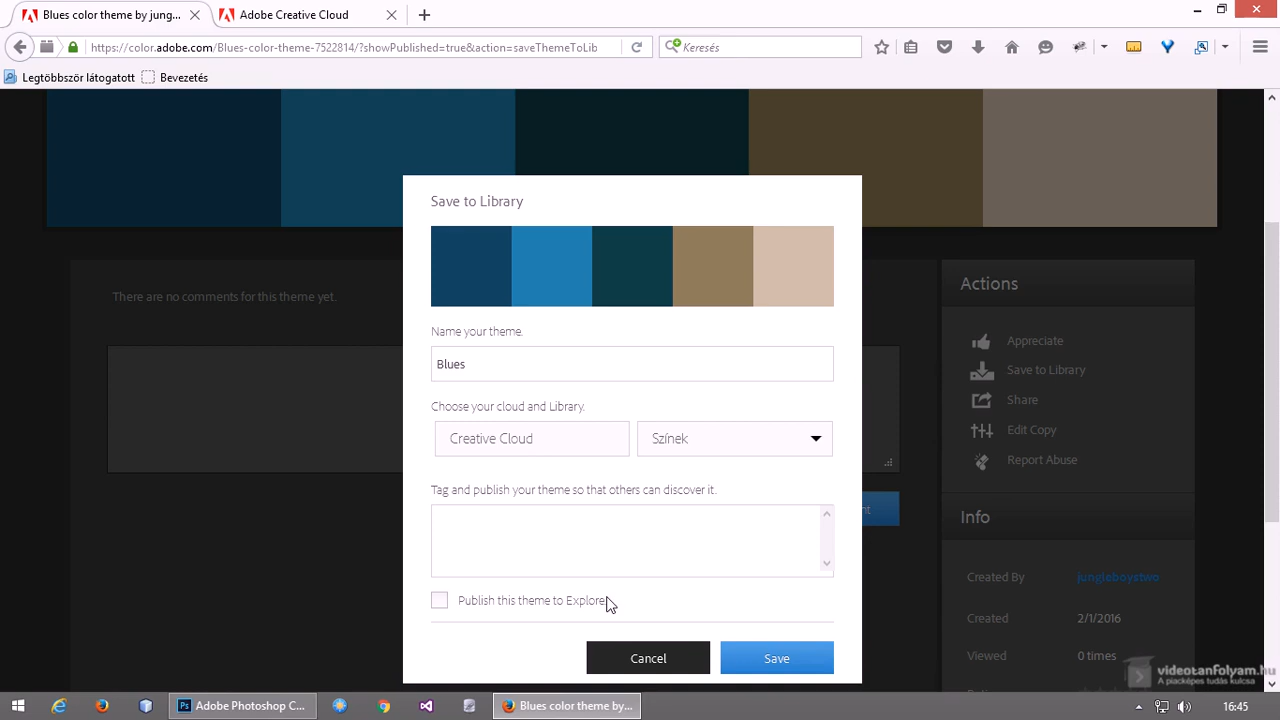 Blues color theme by jung...
Adobe Creative Cloud
https://color.adobe.com/Blues-color-theme-7522814/?showPublished=true&action=saveThemeToLib
Keresés
Legtöbbször látogatott
Bevezetés
Save to Library
There are no comments for this theme yet.
Name your theme.
Blues
Choose your cloud and Library.
Creative Cloud
Színek
Tag and publish your theme so that others can discover it.
Publish this theme to Explore
Cancel
Save
Actions
Appreciate
Save to Library
Share
Edit Copy
Report Abuse
Info
Created By
jungleboystwo
Created
2/1/2016
Viewed
0 times
videotanfolyam.hu
A piacképes tudás kulcsa
Adobe Photoshop C...
Blues color theme by...
16:45